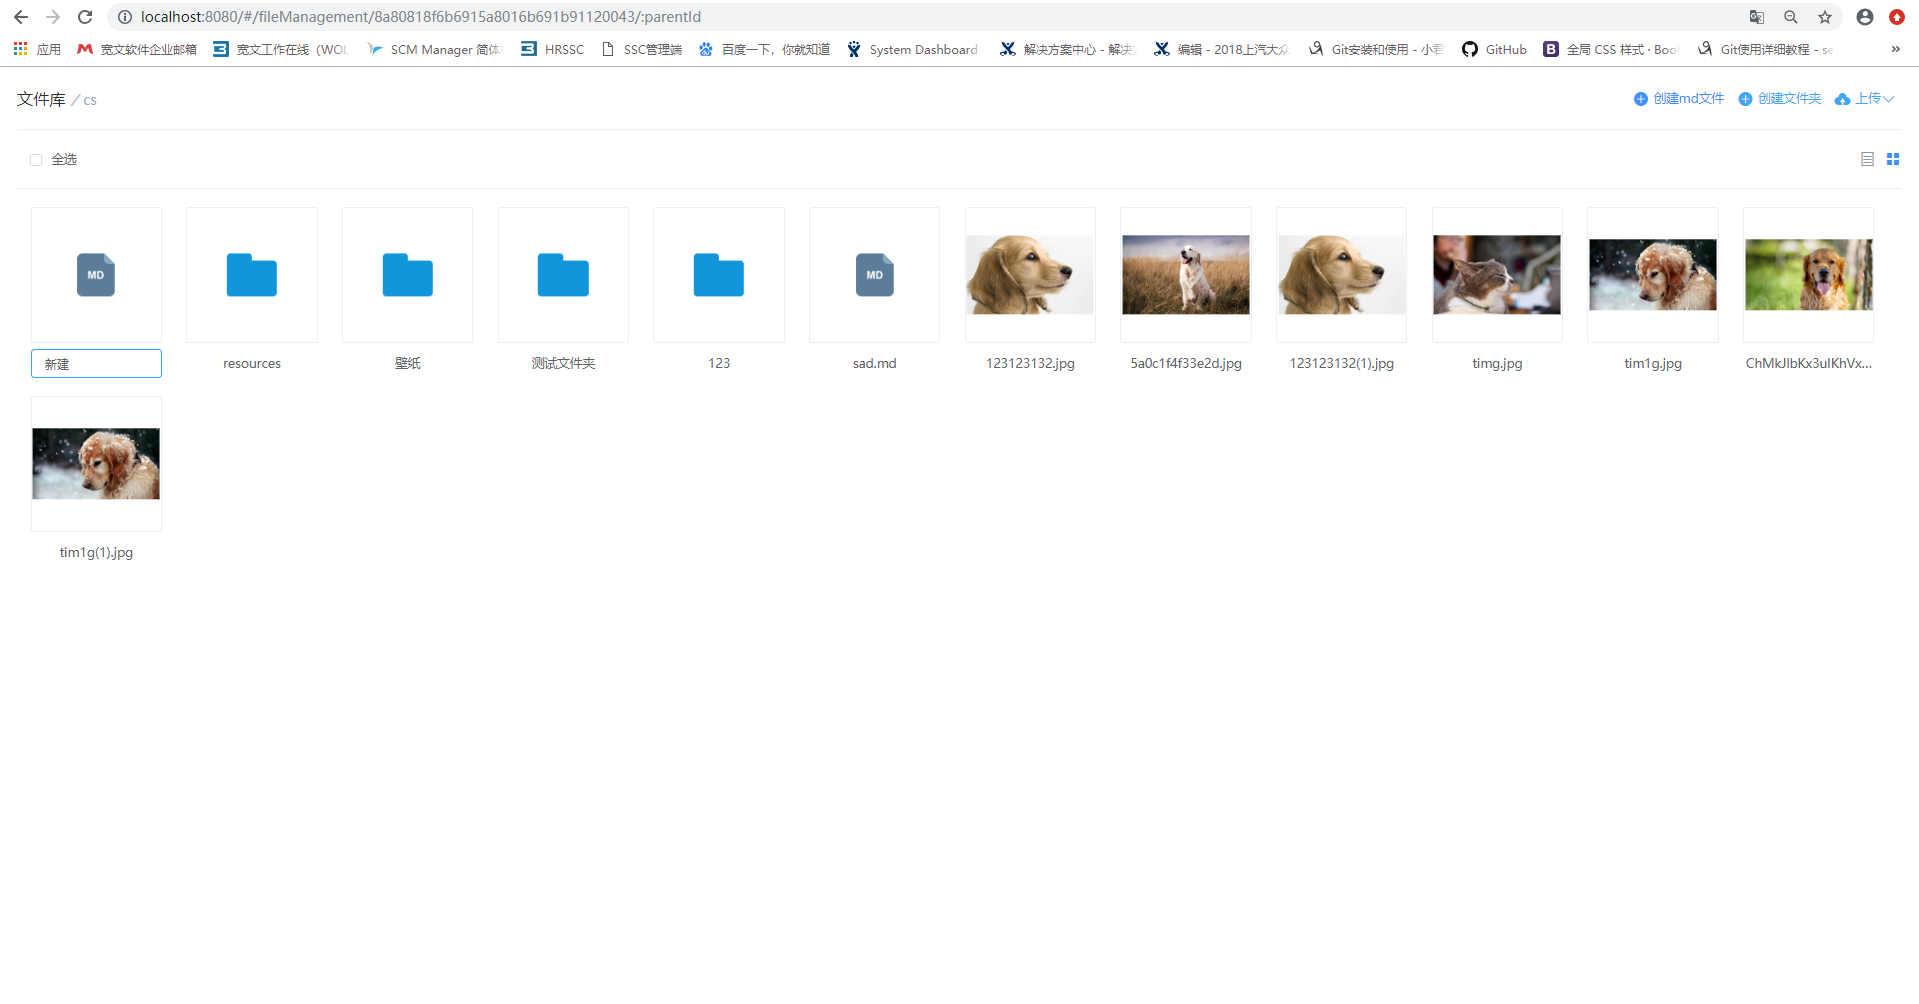 localhost:8080/#/fileManagement/8a80818f6b6915a8016b691b91120043/:parentId
应用 宽文软件企业邮箱 宽文工作在线（WOL SCM Manager 简体 HRSSC SSC管理端 百度一下，你就知道 System Dashboard 解决方案中心 - 解决 编辑 - 2018上汽大众 Git安装和使用 - 小君 GitHub B 全局 CSS 样式 · Boo Git使用详细教程 - se »
文件库 / cs 创建md文件 创建文件夹 上传
全选
MD MD
新建 resources 壁纸 测试文件夹 123 sad.md 123123132.jpg 5a0c1f4f33e2d.jpg 123123132(1).jpg timg.jpg tim1g.jpg ChMkJlbKx3uIKhVx...
tim1g(1).jpg